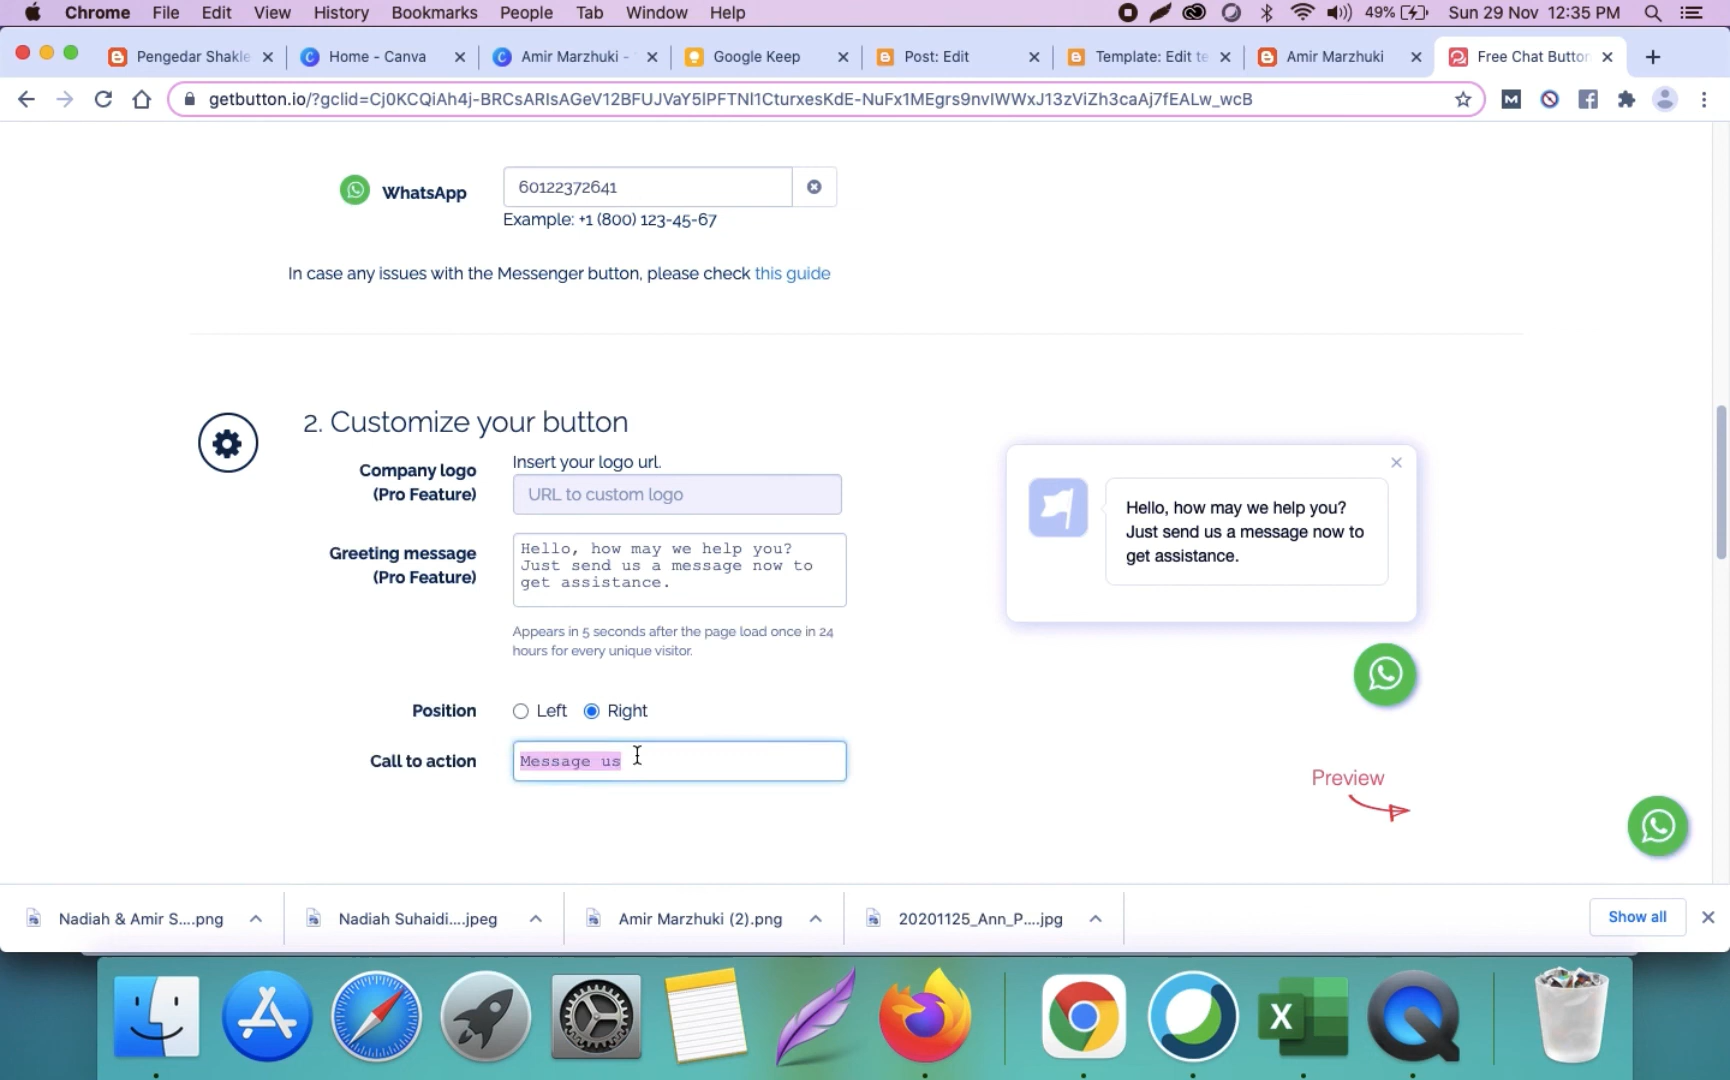 Chrome File Edit View History Bookmarks People Tab Window Help 49% Sun 29 Nov 12:35 PM
Pengedar Shakle Home - Canva Amir Marzhuki - Google Keep Post: Edit Template: Edit te Amir Marzhuki Free Chat Button
getbutton.io/?gclid=Cj0KCQiAh4j-BRCsARIsAGeV12BFUJVaY5lPFTNl1CturxesKdE-NuFx1MEgrs9nvIWWxJ13zViZh3caAj7fEALw_wcB
WhatsApp 60122372641
Example: +1 (800) 123-45-67
In case any issues with the Messenger button, please check this guide
2. Customize your button
Company logo
(Pro Feature)
Insert your logo url.
URL to custom logo
Greeting message
(Pro Feature)
Hello, how may we help you?
Just send us a message now to
get assistance.
Appears in 5 seconds after the page load once in 24
hours for every unique visitor.
Position Left Right
Call to action Message us
Hello, how may we help you?
Just send us a message now to
get assistance.
Preview
Nadiah & Amir S....png Nadiah Suhaidi....jpeg Amir Marzhuki (2).png 20201125_Ann_P....jpg Show all